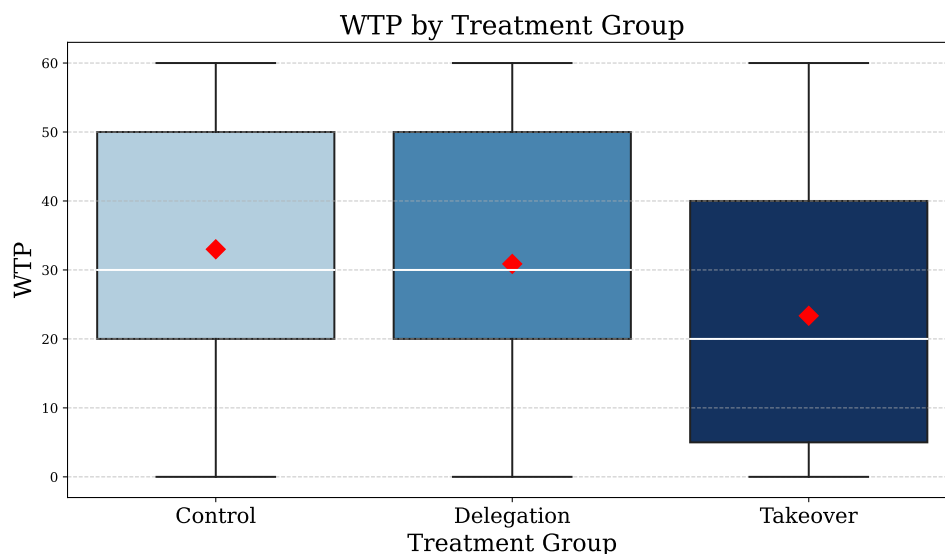 WTP by Treatment Group
60
50
40
30
20
10
0
WTP
Control
Delegation
Takeover
Treatment Group